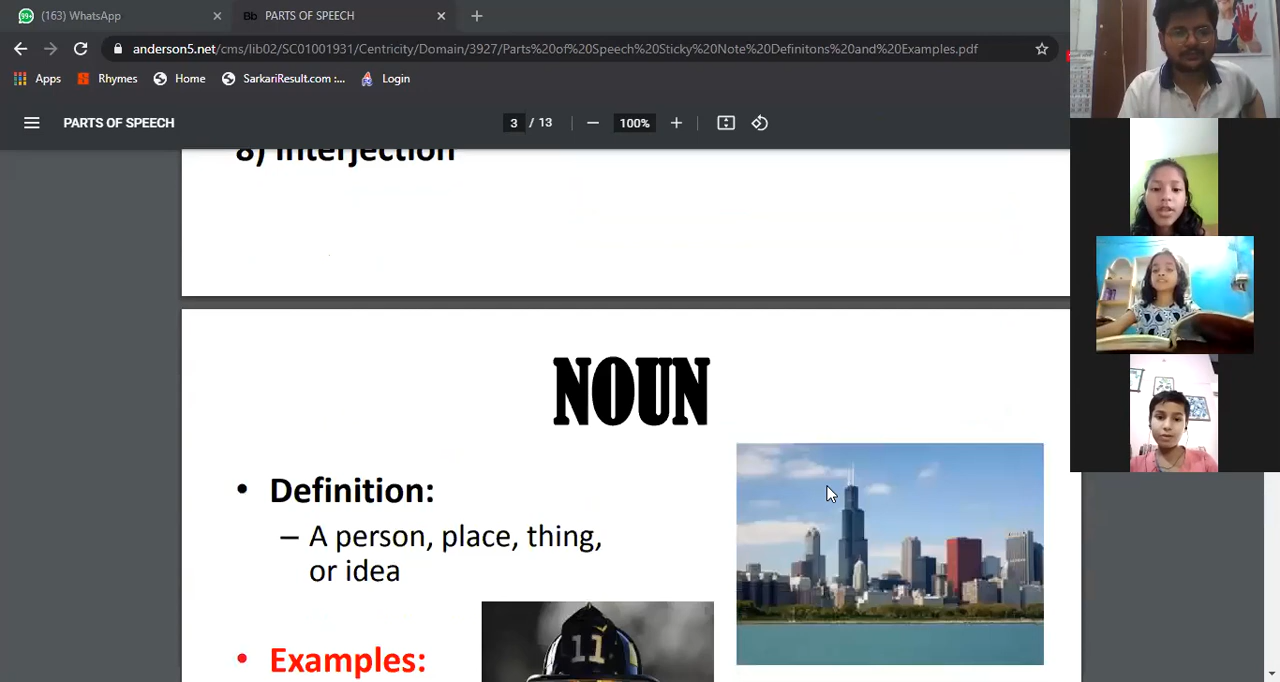 (163) WhatsApp
Bb PARTS OF SPEECH
anderson5.net/cms/lib02/SC01001931/Centricity/Domain/3927/Parts%20of%20Speech%20Sticky%20Note%20Definitons%20and%20Examples.pdf
Apps Rhymes Home SarkariResult.com :... Login
PARTS OF SPEECH 3 / 13 100%
8) Interjection
NOUN
• Definition:
– A person, place, thing,
or idea
• Examples:
11